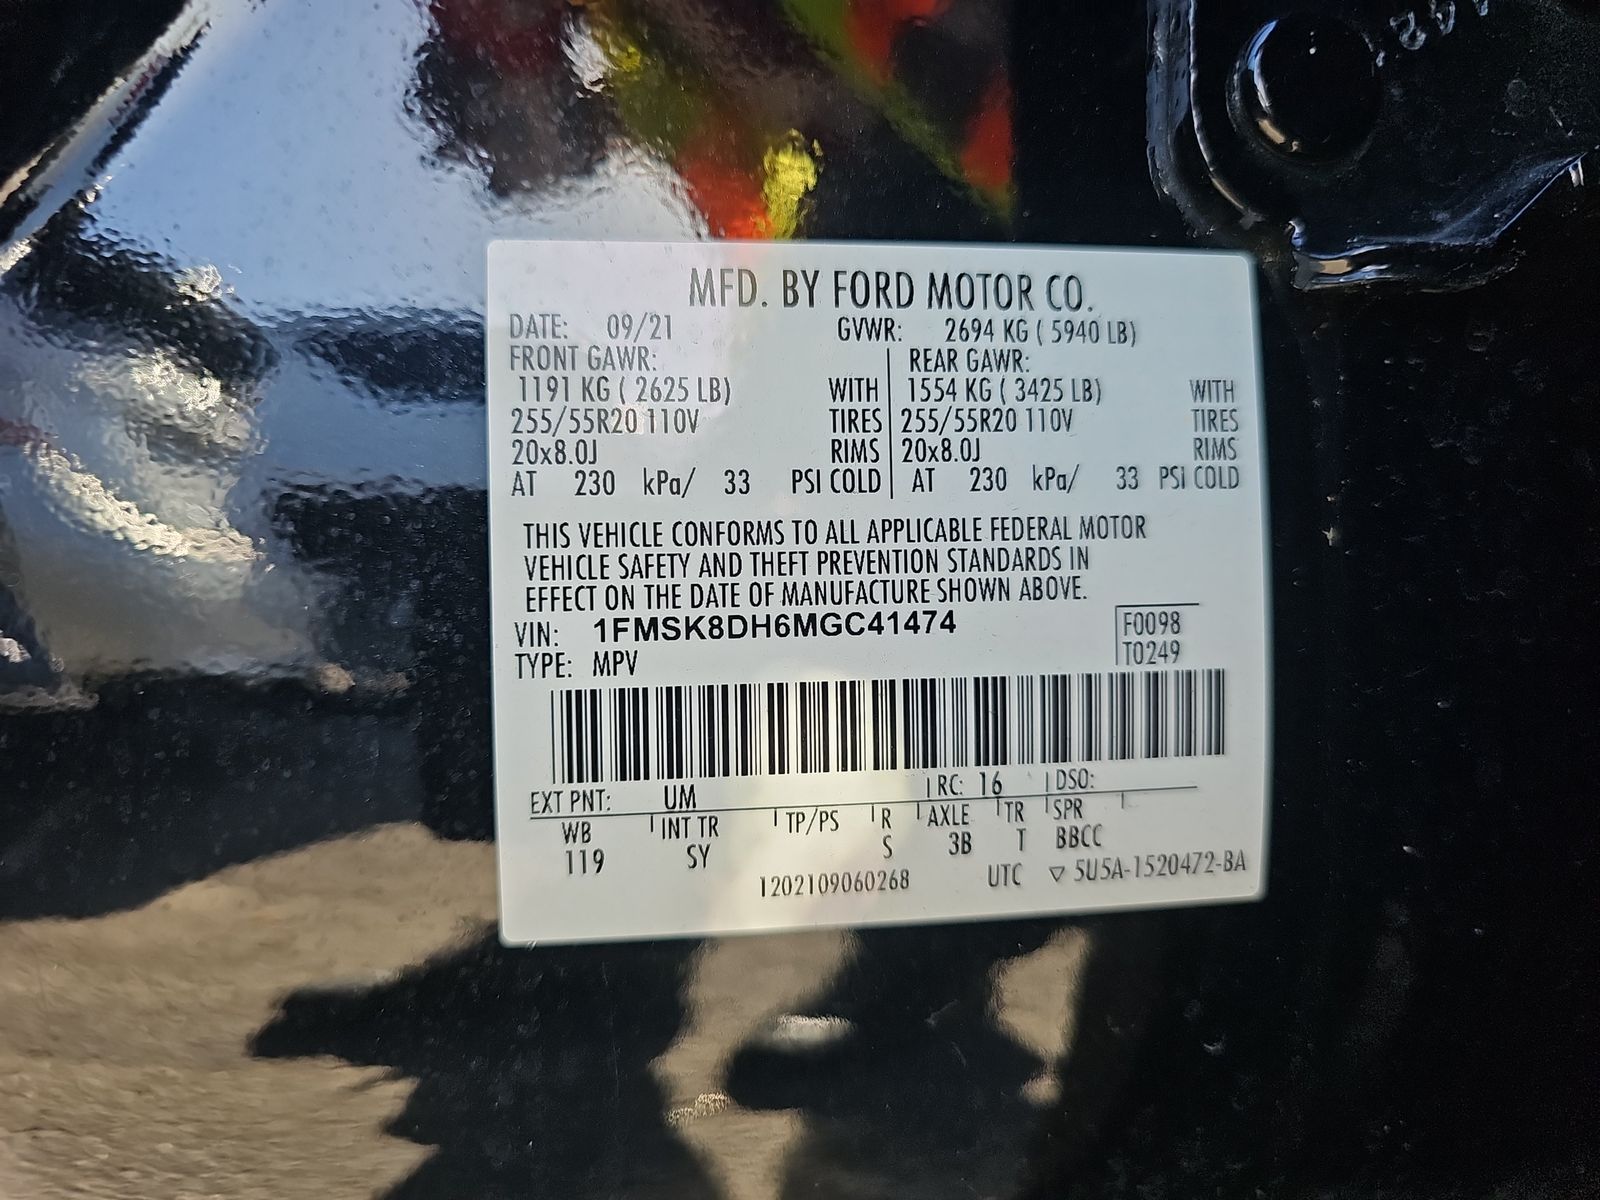 MFD. BY FORD MOTOR CO.
DATE: 09/21 GVWR: 2694 KG ( 5940 LB)
FRONT GAWR: REAR GAWR:
1191 KG ( 2625 LB) WITH 1554 KG ( 3425 LB) WITH
255/55R20 110V TIRES 255/55R20 110V TIRES
20x8.0J RIMS 20x8.0J RIMS
AT 230 kPa/ 33 PSI COLD AT 230 kPa/ 33 PSI COLD
THIS VEHICLE CONFORMS TO ALL APPLICABLE FEDERAL MOTOR
VEHICLE SAFETY AND THEFT PREVENTION STANDARDS IN
EFFECT ON THE DATE OF MANUFACTURE SHOWN ABOVE.
VIN: 1FMSK8DH6MGC41474 F0098
TYPE: MPV T0249
EXT PNT: UM RC: 16 DSO:
WB INT TR TP/PS R AXLE TR SPR
119 SY S 3B T BBCC
1202109060268 UTC ▽ 5U5A-1520472-BA